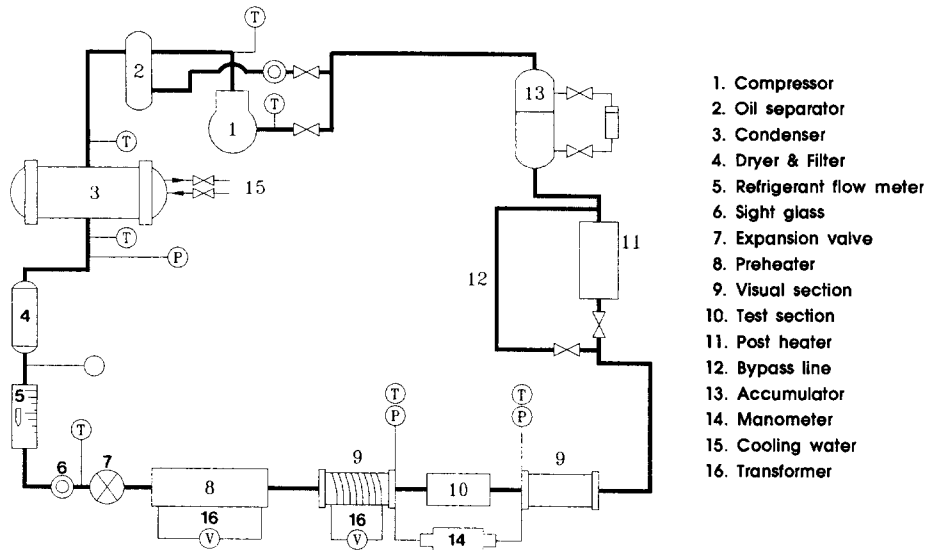 T
2
T
13
1
T
T
3
15
T
P
11
12
4
5
T
P
T
P
T
6
7
9
9
8
10
16
V
16
V
14
1. Compressor
2. Oil separator
3. Condenser
4. Dryer & Filter
5. Refrigerant flow meter
6. Sight glass
7. Expansion valve
8. Preheater
9. Visual section
10. Test section
11. Post heater
12. Bypass line
13. Accumulator
14. Manometer
15. Cooling water
16. Transformer